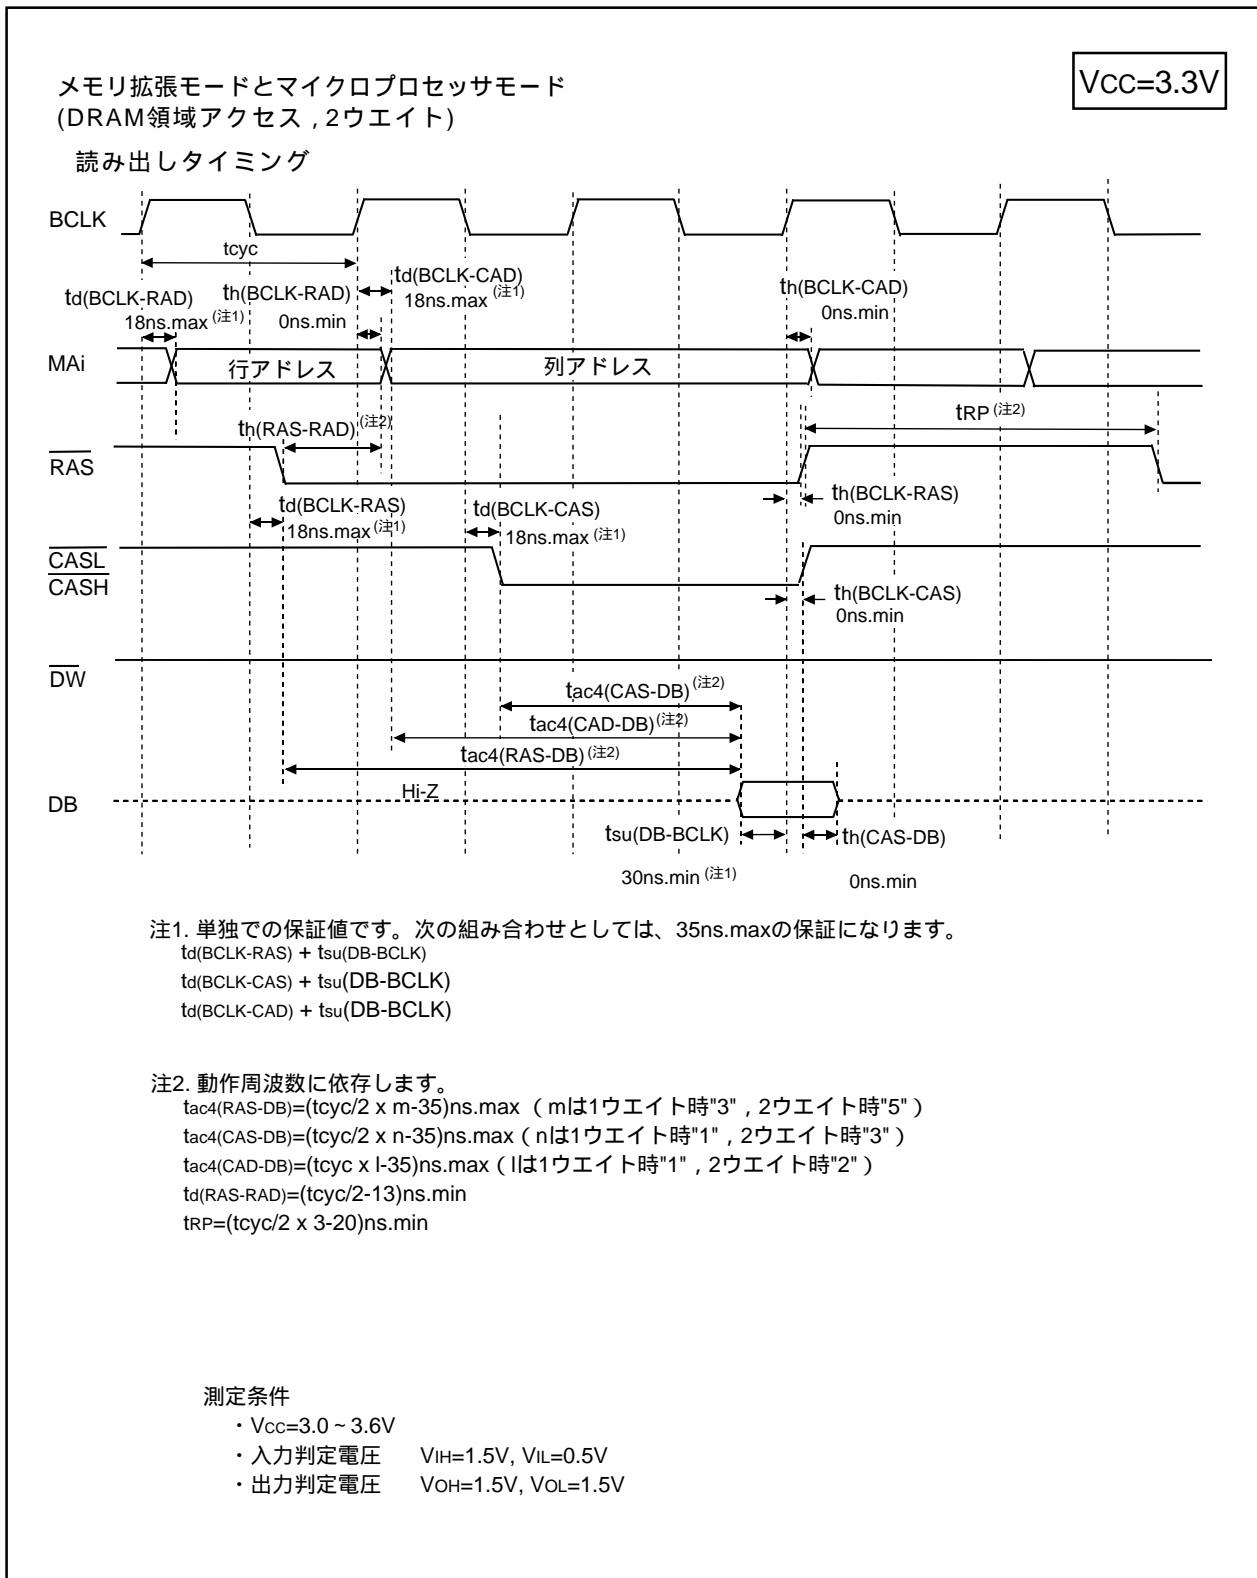 VCC=3.3V
メモリ拡張モードとマイクロプロセッサモード
(DRAM領域アクセス , 2ウエイト)
読み出しタイミング
BCLK
tcyc
td(BCLK-RAD)
18ns.max(注1)
th(BCLK-RAD)
0ns.min
td(BCLK-CAD)
18ns.max(注1)
th(BCLK-CAD)
0ns.min
MAi
行アドレス
列アドレス
th(RAS-RAD)(注2)
tRP(注2)
RAS
td(BCLK-RAS)
18ns.max(注1)
td(BCLK-CAS)
18ns.max(注1)
th(BCLK-RAS)
0ns.min
CASL
CASH
th(BCLK-CAS)
0ns.min
DW
tac4(CAS-DB)(注2)
tac4(CAD-DB)(注2)
tac4(RAS-DB)(注2)
Hi-Z
DB
tsu(DB-BCLK)
30ns.min(注1)
th(CAS-DB)
0ns.min
注1. 単独での保証値です。次の組み合わせとしては、35ns.maxの保証になります。
td(BCLK-RAS) + tsu(DB-BCLK)
td(BCLK-CAS) + tsu(DB-BCLK)
td(BCLK-CAD) + tsu(DB-BCLK)
注2. 動作周波数に依存します。
tac4(RAS-DB)=(tcyc/2 x m-35)ns.max （mは1ウエイト時"3" , 2ウエイト時"5"）
tac4(CAS-DB)=(tcyc/2 x n-35)ns.max（nは1ウエイト時"1" , 2ウエイト時"3"）
tac4(CAD-DB)=(tcyc x l-35)ns.max（lは1ウエイト時"1" , 2ウエイト時"2"）
td(RAS-RAD)=(tcyc/2-13)ns.min
tRP=(tcyc/2 x 3-20)ns.min
測定条件
・VCC=3.0～3.6V
・入力判定電圧 VIH=1.5V, VIL=0.5V
・出力判定電圧 VOH=1.5V, VOL=1.5V